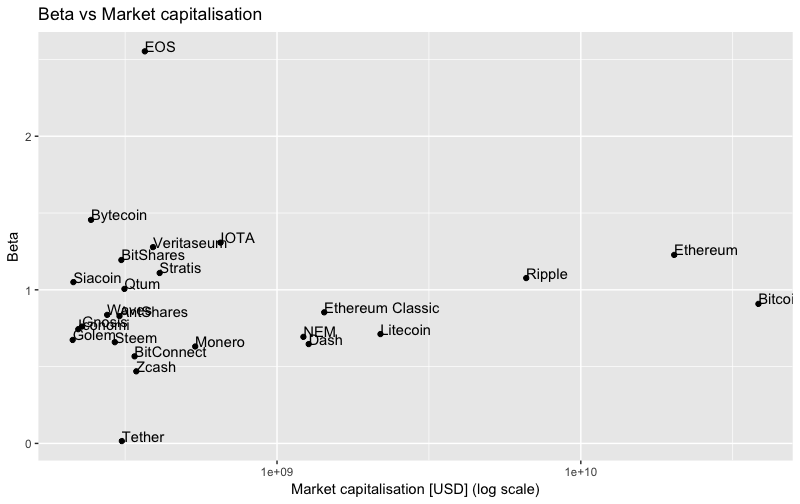 Beta vs Market capitalisation
EOS
2
Bytecoin
IOTA
Veritaseum
Ethereum
BitShares
Stratis
Ripple
Siacoin
Qtum
1
Bitcoi
Ethereum Classic
Waves
AntShares
Gnosis
Iconomi
NEM
Litecoin
Golem
Steem
Dash
Monero
BitConnect
Zcash
Tether
0
Beta
1e+09
1e+10
Market capitalisation [USD] (log scale)